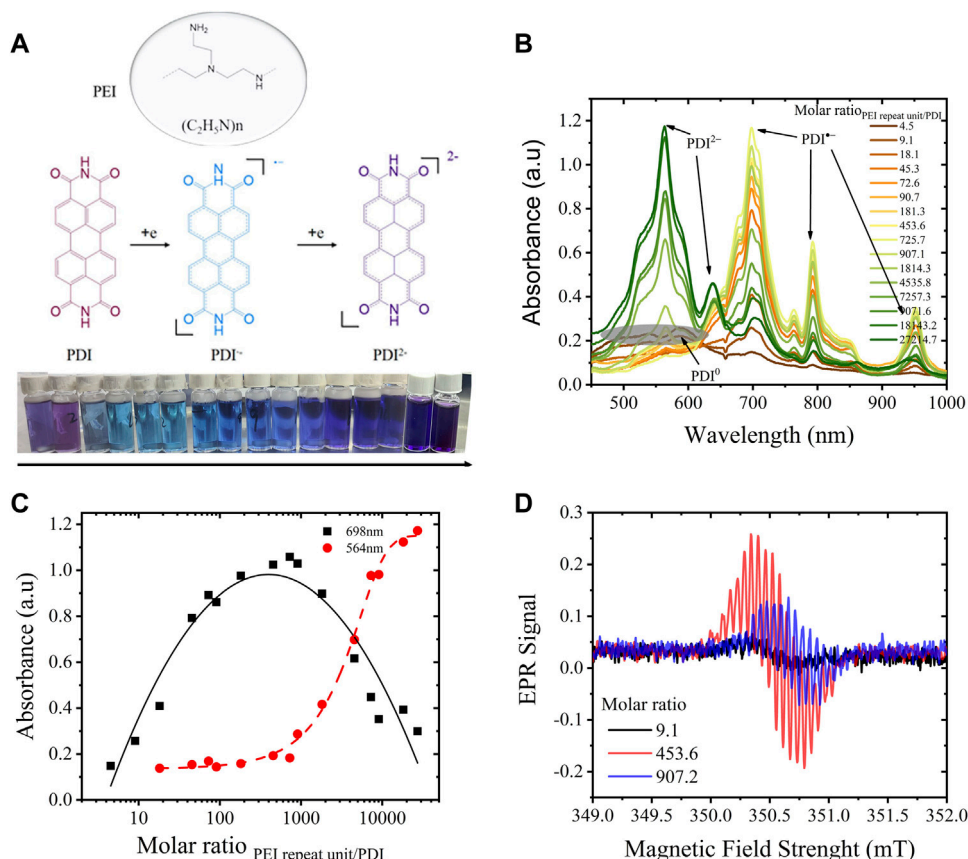 A
NH₂
N
N
H
PEI
(C₂H₅N)n
H
O N O
O N O
H
PDI
+e
•−
O N O
O N O
PDI•-
+e
2-
H
O N O
O N O
H
PDI²-
B
Absorbance (a.u)
1.2
1.0
0.8
0.6
0.4
0.2
0.0
500
600
700
800
900
1000
Wavelength (nm)
PDI²⁻
PDI•⁻
PDI⁰
Molar ratio PEI repeat unit/PDI
4.5
9.1
18.1
45.3
72.6
90.7
181.3
453.6
725.7
907.1
1814.3
4535.8
7257.3
9071.6
18143.2
27214.7
C
Absorbance (a.u)
1.2
1.0
0.8
0.6
0.4
0.2
0.0
10
100
1000
10000
698nm
564nm
Molar ratio PEI repeat unit/PDI
D
EPR Signal
0.3
0.2
0.1
0.0
-0.1
-0.2
349.0
349.5
350.0
350.5
351.0
351.5
352.0
Molar ratio
9.1
453.6
907.2
Magnetic Field Strenght (mT)